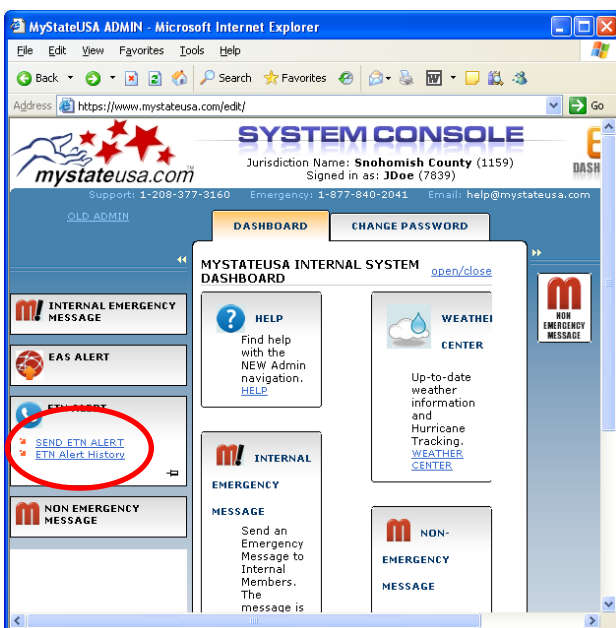 MyStateUSA ADMIN - Microsoft Internet Explorer
File Edit View Favorites Tools Help
Back Search Favorites
Address https://www.mystateusa.com/edit/ Go
mystateusa.com™
SYSTEM CONSOLE
Jurisdiction Name: Snohomish County (1159)
Signed in as: JDoe (7839)
DASH
Support: 1-208-377-3160 Emergency: 1-877-840-2041 Email: help@mystateusa.com
OLD ADMIN
DASHBOARD CHANGE PASSWORD
INTERNAL EMERGENCY
MESSAGE
EAS ALERT
SEND ETN ALERT
ETN Alert History
NON EMERGENCY
MESSAGE
MYSTATEUSA INTERNAL SYSTEM
DASHBOARD
open/close
HELP
Find help
with the
NEW Admin
navigation.
HELP
WEATHE
CENTER
Up-to-date
weather
information
and
Hurricane
Tracking.
WEATHER
CENTER
INTERNAL
EMERGENCY
MESSAGE
Send an
Emergency
Message to
Internal
Members.
The
message is
NON-
EMERGENCY
MESSAGE
NON
EMERGENCY
MESSAGE